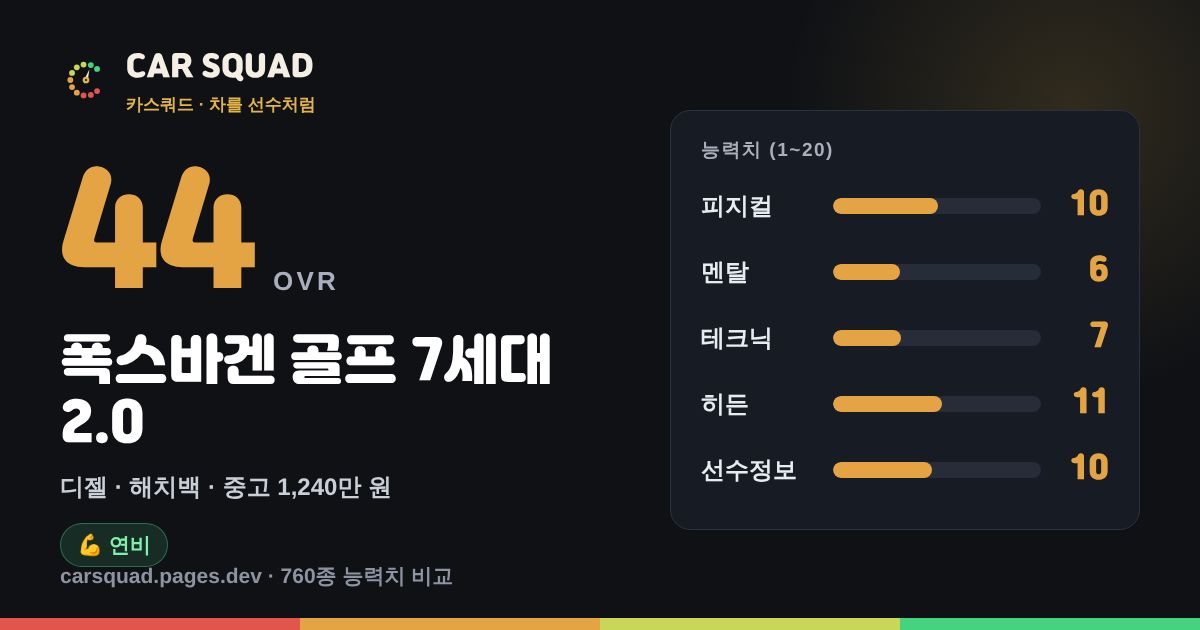 CAR SQUAD
카스쿼드 · 차를 선수처럼
44 OVR
폭스바겐 골프 7세대
2.0
디젤 · 해치백 · 중고 1,240만 원
💪 연비
carsquad.pages.dev · 760종 능력치 비교
능력치 (1~20)
피지컬 10
멘탈 6
테크닉 7
히든 11
선수정보 10